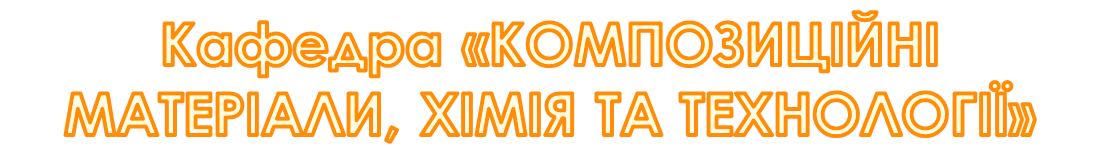 Кафедра «КОМПОЗИЦІЙНІ
МАТЕРІАЛИ, ХІМІЯ ТА ТЕХНОЛОГІЇ»